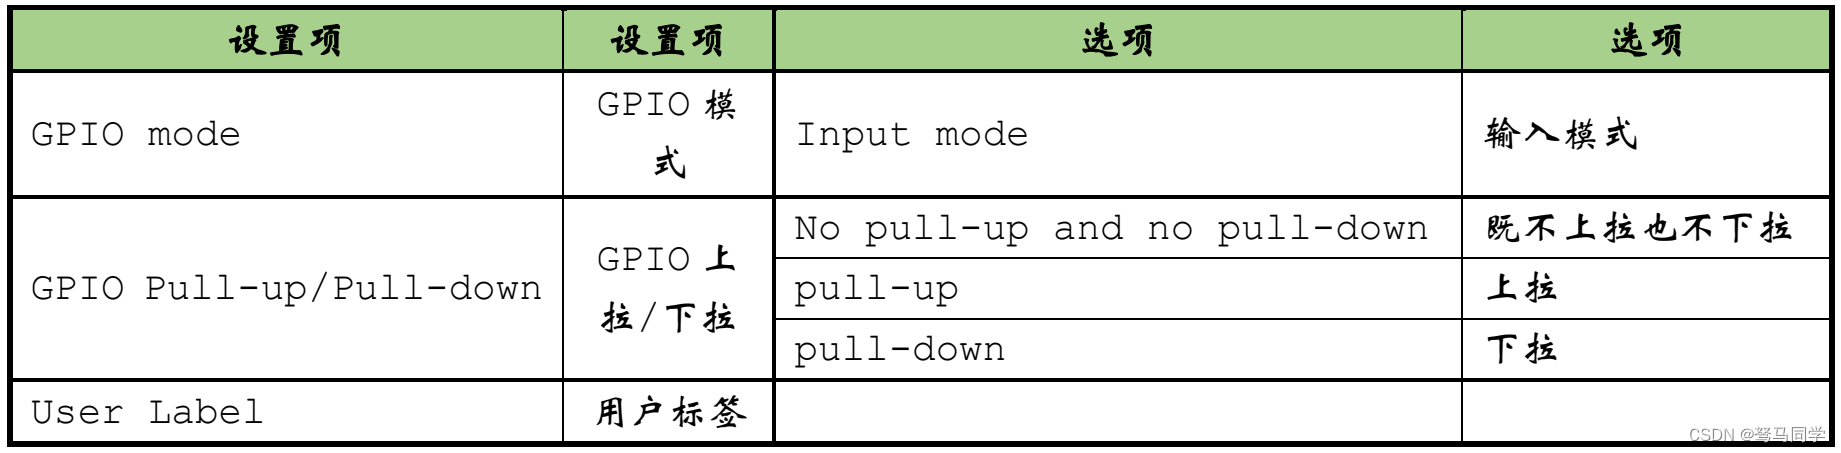 设置项 设置项 选项 选项
GPIO mode GPIO 模式 Input mode 输入模式
GPIO Pull-up/Pull-down GPIO 上拉/下拉 No pull-up and no pull-down 既不上拉也不下拉
pull-up 上拉
pull-down 下拉
User Label 用户标签
CSDN @驽马同学